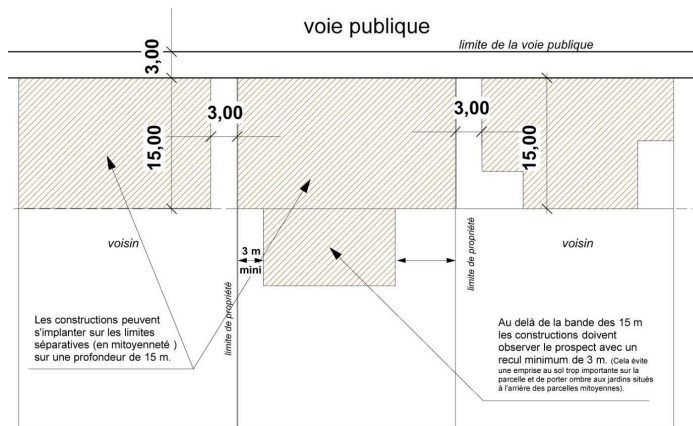 voie publique
limite de la voie publique
3,00
3,00
3,00
15,00
15,00
voisin
3 m
mini
limite de propriété
limite de propriété
voisin
Les constructions peuvent
s'implanter sur les limites
séparatives (en mitoyenneté )
sur une profondeur de 15 m.
Au delà de la bande des 15 m
les constructions doivent
observer le prospect avec un
recul minimum de 3 m. (Cela évite
une emprise au sol trop importante sur la
parcelle et de porter ombre aux jardins situés
à l'arrière des parcelles mitoyennes).